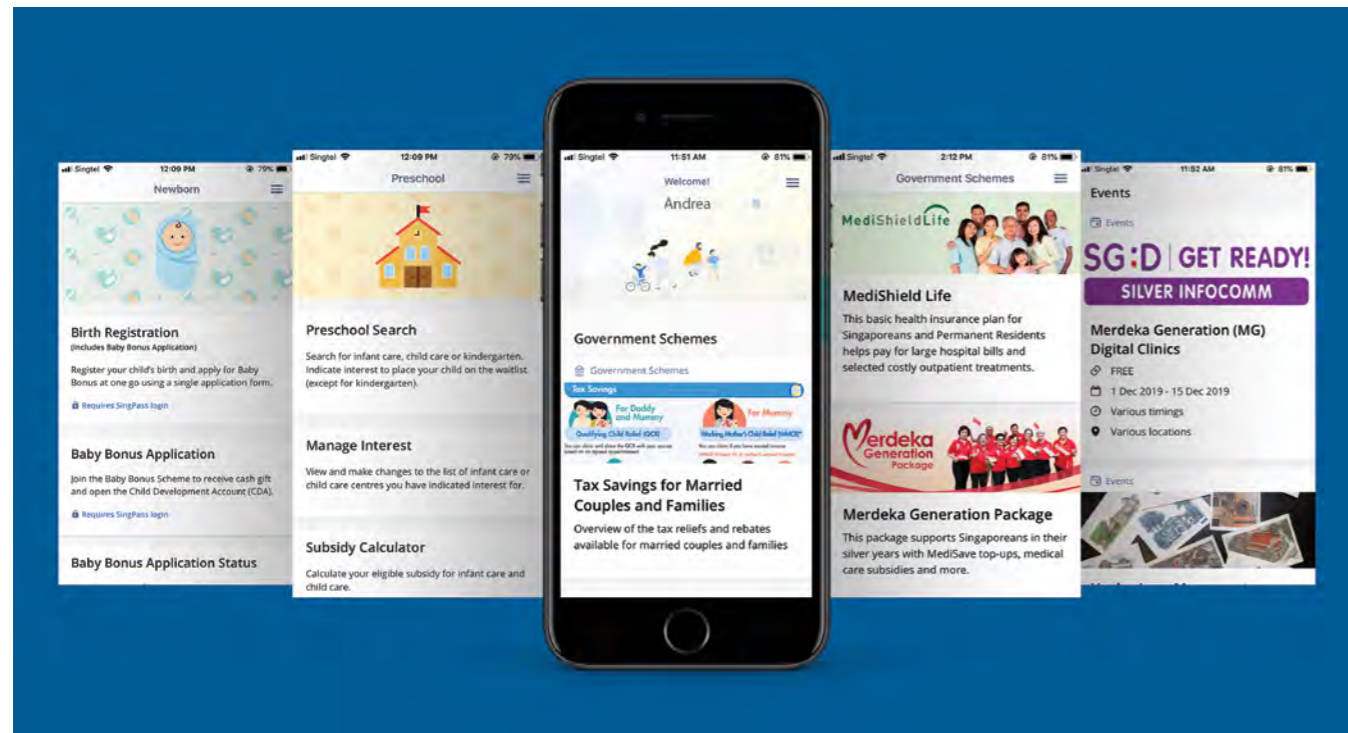 Singtel 12:09 PM 79%
Newborn
Birth Registration
(Includes Baby Bonus Application)
Register your child's birth and apply for Baby
Bonus at one go using a single application form.
Requires SingPass login
Baby Bonus Application
Join the Baby Bonus Scheme to receive cash gift
and open the Child Development Account (CDA).
Requires SingPass login
Baby Bonus Application Status
Singtel 12:09 PM 79%
Preschool
Preschool Search
Search for infant care, child care or kindergarten.
Indicate interest to place your child on the waitlist
(except for kindergarten).
Manage Interest
View and make changes to the list of infant care or
child care centres you have indicated interest for.
Subsidy Calculator
Calculate your eligible subsidy for infant care and
child care.
Singtel 11:51 AM 81%
Welcome!
Andrea
Government Schemes
Government Schemes
Tax Savings
For Daddy
and Mummy
Qualifying Child Relief (QCR)
For Mummy
Working Mother's Child Relief (WMCR)*
Tax Savings for Married
Couples and Families
Overview of the tax reliefs and rebates
available for married couples and families
Singtel 2:12 PM 81%
Government Schemes
MediShield Life
MediShield Life
This basic health insurance plan for
Singaporeans and Permanent Residents
helps pay for large hospital bills and
selected costly outpatient treatments.
Merdeka
Generation
Package
Merdeka Generation Package
This package supports Singaporeans in their
silver years with MediSave top-ups, medical
care subsidies and more.
Singtel 11:52 AM 81%
Events
Events
SG:D GET READY!
SILVER INFOCOMM
Merdeka Generation (MG)
Digital Clinics
FREE
1 Dec 2019 - 15 Dec 2019
Various timings
Various locations
Events